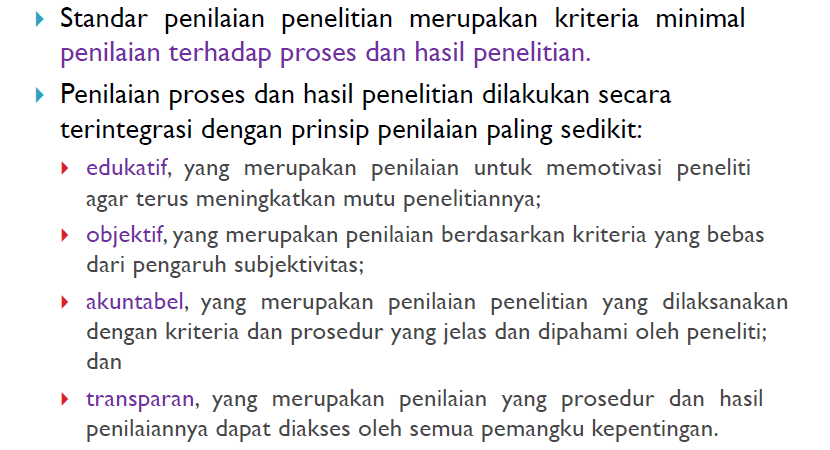 Standar penilaian penelitian merupakan kriteria minimal
penilaian terhadap proses dan hasil penelitian.
Penilaian proses dan hasil penelitian dilakukan secara
terintegrasi dengan prinsip penilaian paling sedikit:
edukatif, yang merupakan penilaian untuk memotivasi peneliti
agar terus meningkatkan mutu penelitiannya;
objektif, yang merupakan penilaian berdasarkan kriteria yang bebas
dari pengaruh subjektivitas;
akuntabel, yang merupakan penilaian penelitian yang dilaksanakan
dengan kriteria dan prosedur yang jelas dan dipahami oleh peneliti;
dan
transparan, yang merupakan penilaian yang prosedur dan hasil
penilaiannya dapat diakses oleh semua pemangku kepentingan.